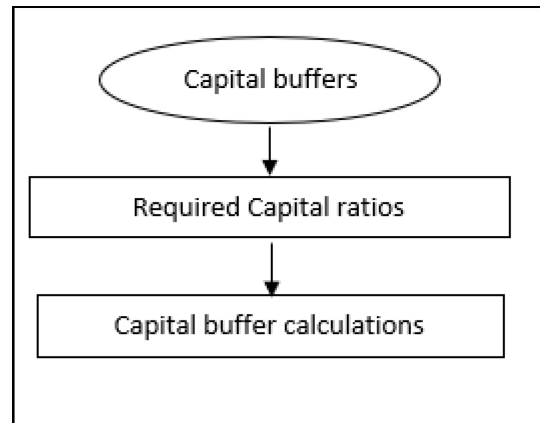 Capital buffers
Required Capital ratios
Capital buffer calculations